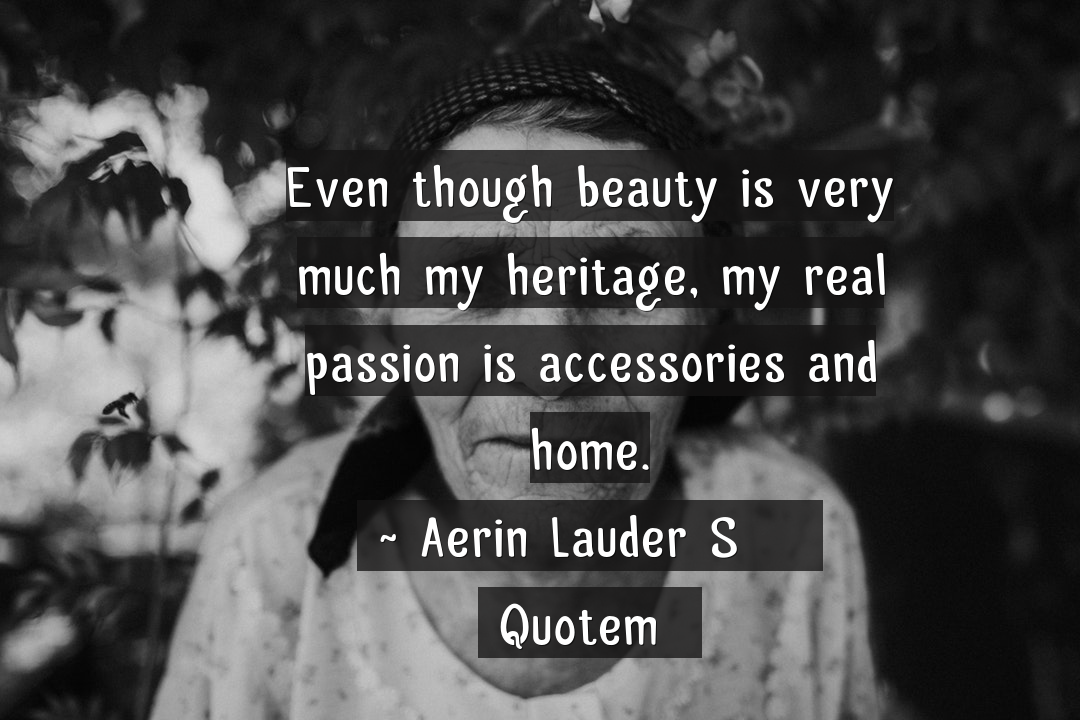 Even though beauty is very
much my heritage, my real
passion is accessories and
home.
~ Aerin Lauder S
Quotem